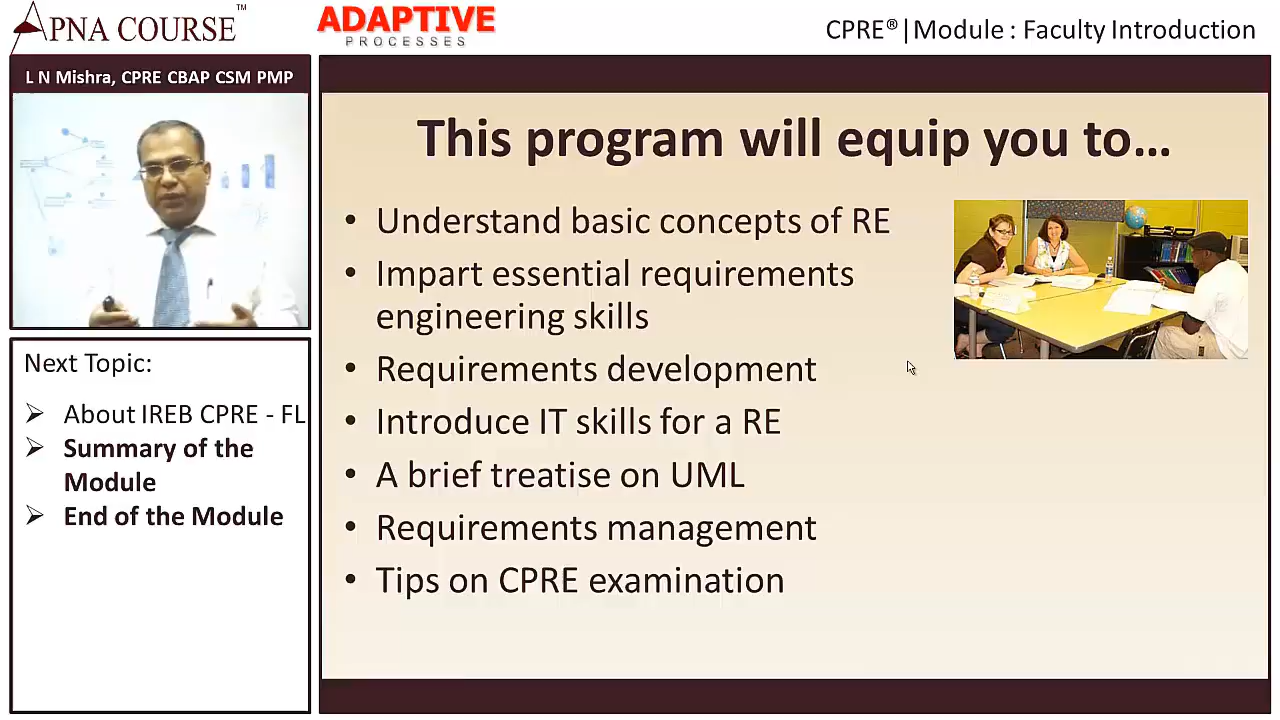 APNA COURSE™
ADAPTIVE
PROCESSES
CPRE®|Module : Faculty Introduction
L N Mishra, CPRE CBAP CSM PMP
This program will equip you to…
• Understand basic concepts of RE
• Impart essential requirements
engineering skills
• Requirements development
• Introduce IT skills for a RE
• A brief treatise on UML
• Requirements management
• Tips on CPRE examination
Next Topic:
➢ About IREB CPRE - FL
➢ Summary of the
Module
➢ End of the Module